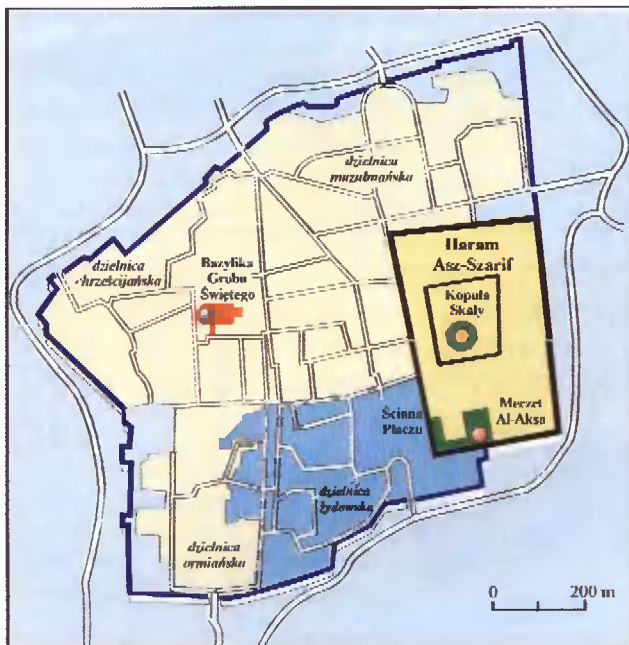 dzielnica
muzułmańska
Haram
Asz-Szarif
Kopuła
Skały
Bazylika
Grobu
Świętego
dzielnica
chrześcijańska
Ściana
Płaczu
Meczet
Al-Aksa
dzielnica
żydowska
dzielnica
ormiańska
0 200 m